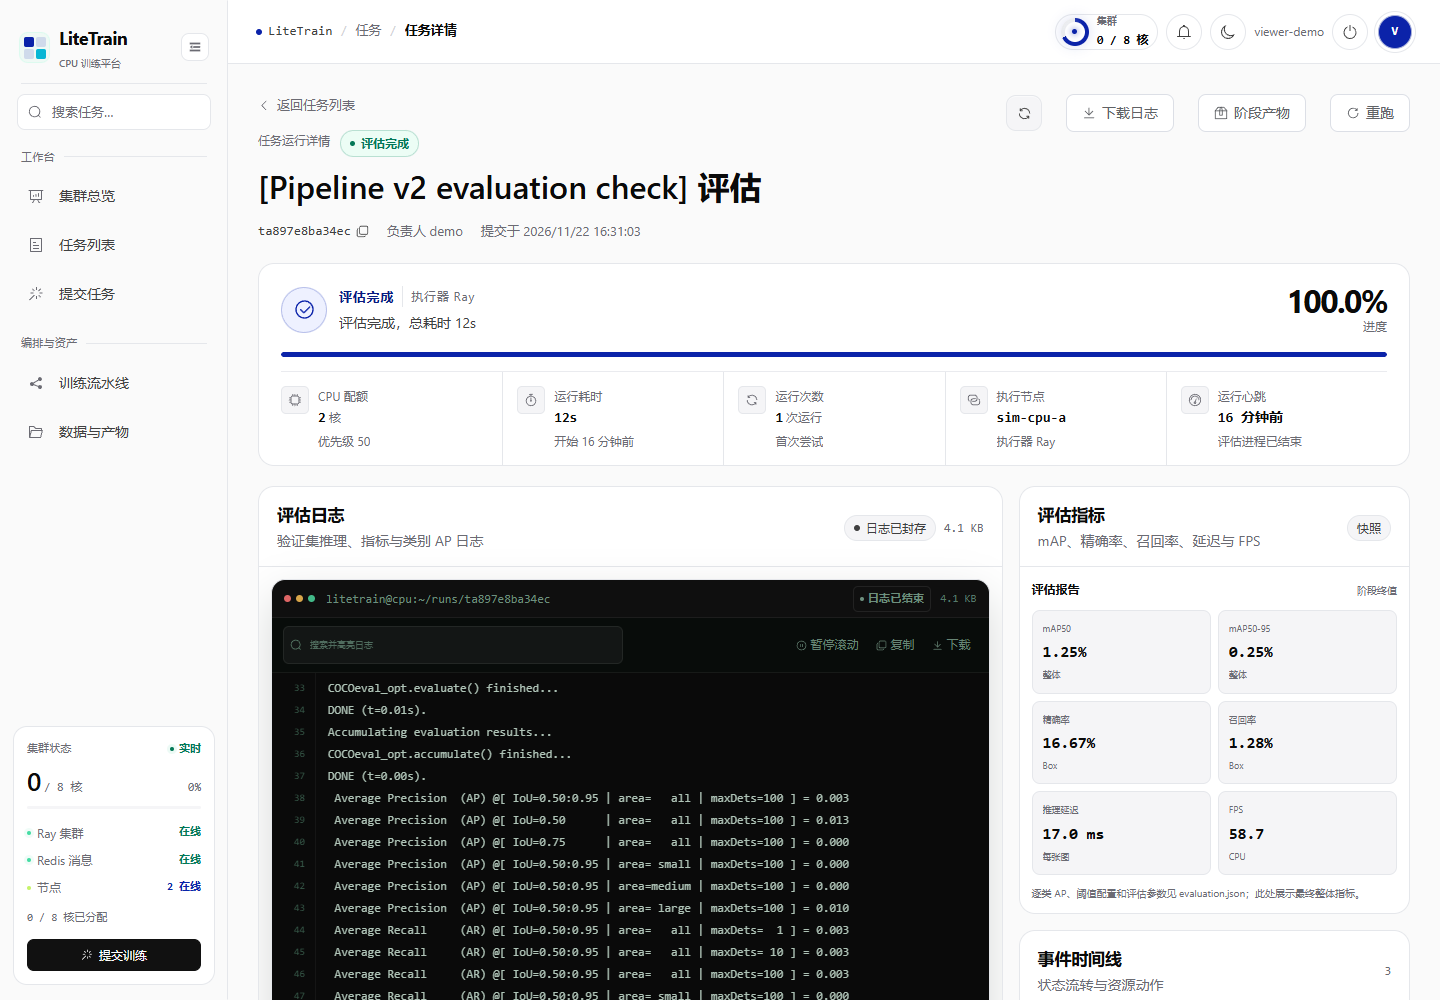 LiteTrain
CPU 训练平台
搜索任务...
工作台
集群总览
任务列表
提交任务
编排与资产
训练流水线
数据与产物
集群状态
实时
0 / 8 核
0%
Ray 集群
在线
Redis 消息
在线
节点
2 在线
0 / 8 核已分配
提交训练
LiteTrain / 任务 / 任务详情
集群
0 / 8 核
viewer-demo
V
返回任务列表
下载日志
阶段产物
重跑
任务运行详情
评估完成
[Pipeline v2 evaluation check] 评估
ta897e8ba34ec
负责人 demo
提交于 2026/11/22 16:31:03
评估完成
执行器 Ray
评估完成，总耗时 12s
100.0%
进度
CPU 配额
2 核
优先级 50
运行耗时
12s
开始 16 分钟前
运行次数
1 次运行
首次尝试
执行节点
sim-cpu-a
执行器 Ray
运行心跳
16 分钟前
评估进程已结束
评估日志
验证集推理、指标与类别 AP 日志
日志已封存
4.1 KB
litetrain@cpu:~/runs/ta897e8ba34ec
日志已结束
4.1 KB
搜索并高亮日志
暂停滚动
复制
下载
33 COCOeval_opt.evaluate() finished...
34 DONE (t=0.01s).
35 Accumulating evaluation results...
36 COCOeval_opt.accumulate() finished...
37 DONE (t=0.00s).
38 Average Precision  (AP) @[ IoU=0.50:0.95 | area=   all | maxDets=100 ] = 0.003
39 Average Precision  (AP) @[ IoU=0.50      | area=   all | maxDets=100 ] = 0.013
40 Average Precision  (AP) @[ IoU=0.75      | area=   all | maxDets=100 ] = 0.000
41 Average Precision  (AP) @[ IoU=0.50:0.95 | area= small | maxDets=100 ] = 0.000
42 Average Precision  (AP) @[ IoU=0.50:0.95 | area=medium | maxDets=100 ] = 0.000
43 Average Precision  (AP) @[ IoU=0.50:0.95 | area= large | maxDets=100 ] = 0.010
44 Average Recall     (AR) @[ IoU=0.50:0.95 | area=   all | maxDets=  1 ] = 0.003
45 Average Recall     (AR) @[ IoU=0.50:0.95 | area=   all | maxDets= 10 ] = 0.003
46 Average Recall     (AR) @[ IoU=0.50:0.95 | area=   all | maxDets=100 ] = 0.003
47 Average Recall     (AR) @[ IoU=0.50:0.95 | area= small | maxDets=100 ] = 0.000
评估指标
mAP、精确率、召回率、延迟与 FPS
快照
评估报告
阶段终值
mAP50
1.25%
整体
mAP50-95
0.25%
整体
精确率
16.67%
Box
召回率
1.28%
Box
推理延迟
17.0 ms
每张图
FPS
58.7
CPU
逐类 AP、阈值配置和评估参数见 evaluation.json；此处展示最终整体指标。
事件时间线
状态流转与资源动作
3